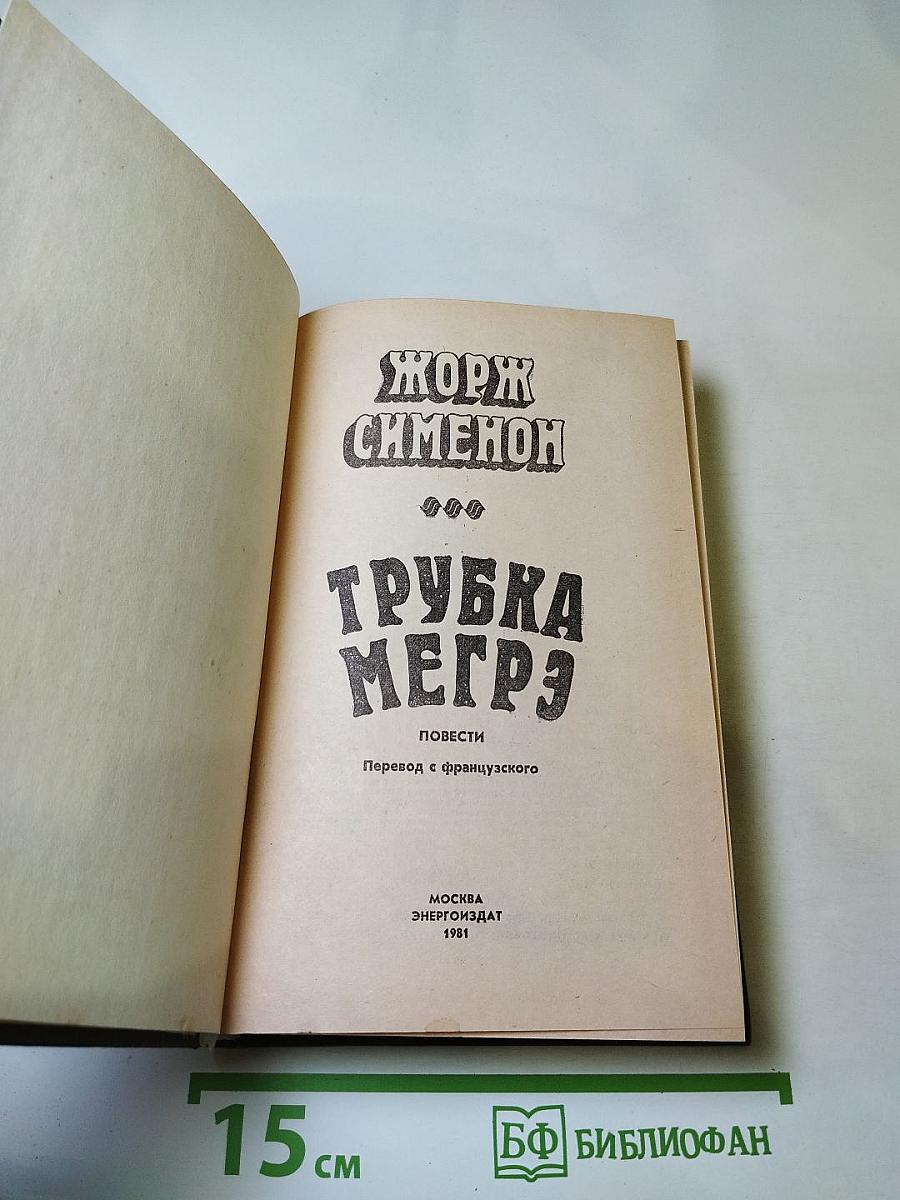 ЖОРЖ
СИМЕНОН
ТРУБКА
МЕГРЭ
ПОВЕСТИ
Перевод с французского
МОСКВА
ЭНЕРГОИЗДАТ
1981
15 см
БФ БИБЛИОФАН